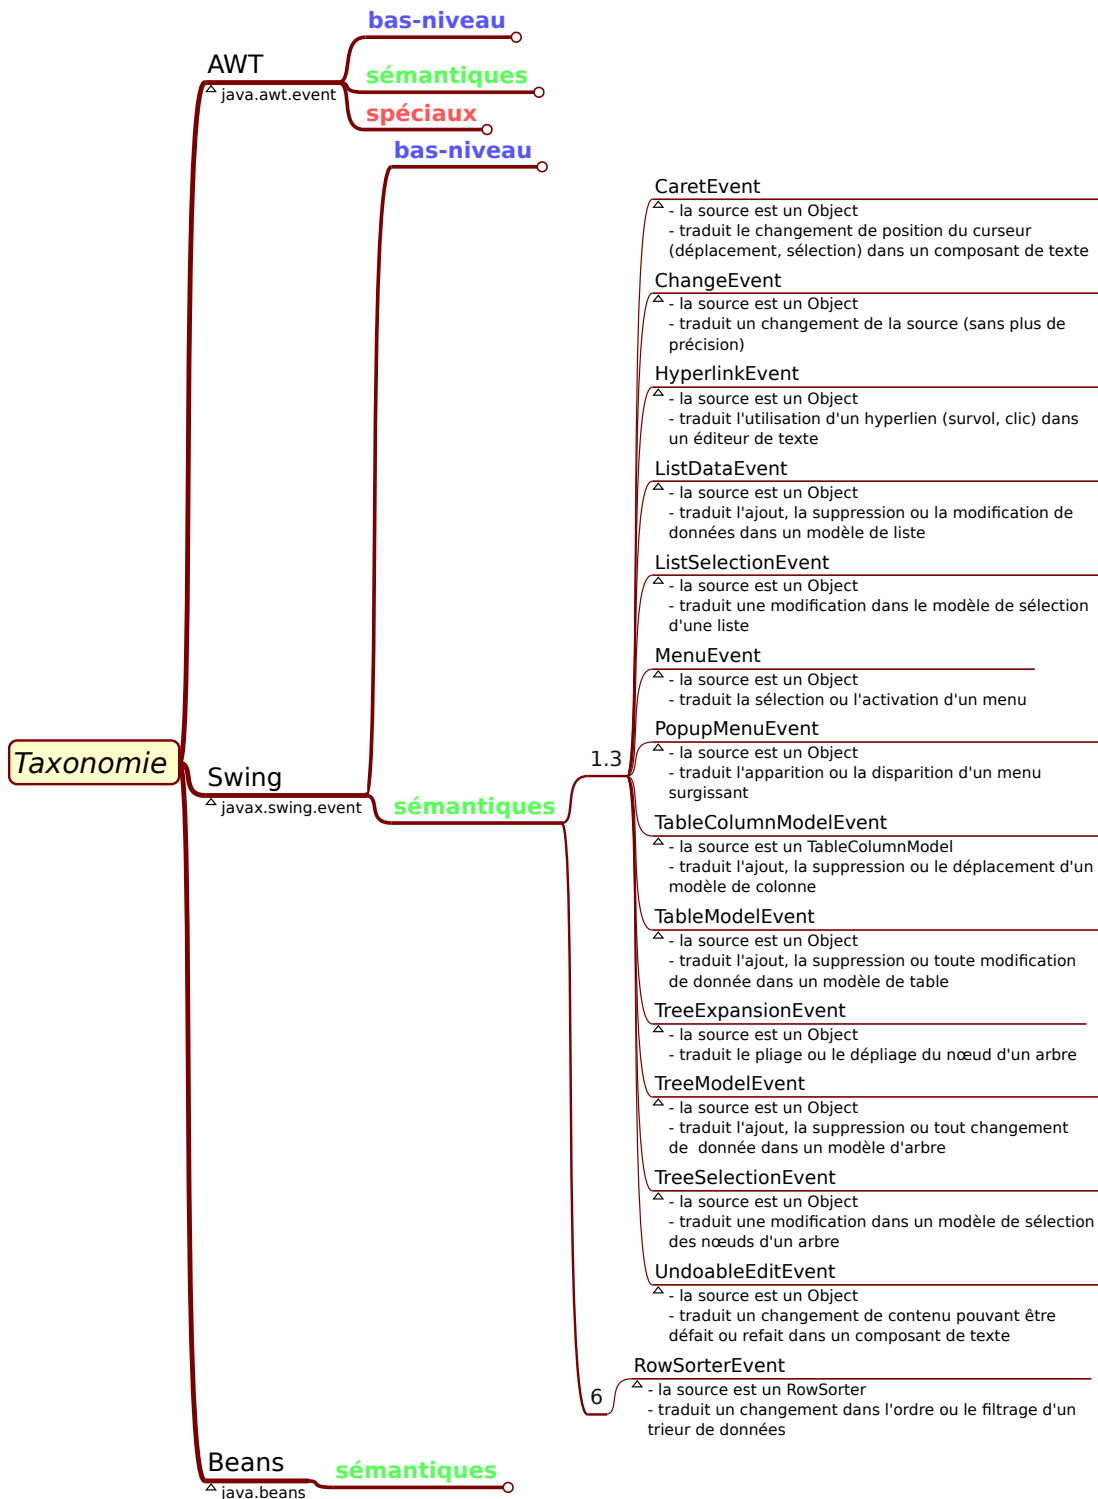 bas-niveau
AWT
java.awt.event
sémantiques
spéciaux
bas-niveau
CaretEvent
- la source est un Object
- traduit le changement de position du curseur
(déplacement, sélection) dans un composant de texte
ChangeEvent
- la source est un Object
- traduit un changement de la source (sans plus de
précision)
HyperlinkEvent
- la source est un Object
- traduit l'utilisation d'un hyperlien (survol, clic) dans
un éditeur de texte
ListDataEvent
- la source est un Object
- traduit l'ajout, la suppression ou la modification de
données dans un modèle de liste
ListSelectionEvent
- la source est un Object
- traduit une modification dans le modèle de sélection
d'une liste
MenuEvent
- la source est un Object
- traduit la sélection ou l'activation d'un menu
PopupMenuEvent
- la source est un Object
- traduit l'apparition ou la disparition d'un menu
surgissant
1.3
Taxonomie
Swing
javax.swing.event
sémantiques
TableColumnModelEvent
- la source est un TableColumnModel
- traduit l'ajout, la suppression ou le déplacement d'un
modèle de colonne
TableModelEvent
- la source est un Object
- traduit l'ajout, la suppression ou toute modification
de donnée dans un modèle de table
TreeExpansionEvent
- la source est un Object
- traduit le pliage ou le dépliage du nœud d'un arbre
TreeModelEvent
- la source est un Object
- traduit l'ajout, la suppression ou tout changement
de  donnée dans un modèle d'arbre
TreeSelectionEvent
- la source est un Object
- traduit une modification dans un modèle de sélection
des nœuds d'un arbre
UndoableEditEvent
- la source est un Object
- traduit un changement de contenu pouvant être
défait ou refait dans un composant de texte
6
RowSorterEvent
- la source est un RowSorter
- traduit un changement dans l'ordre ou le filtrage d'un
trieur de données
Beans
java.beans
sémantiques